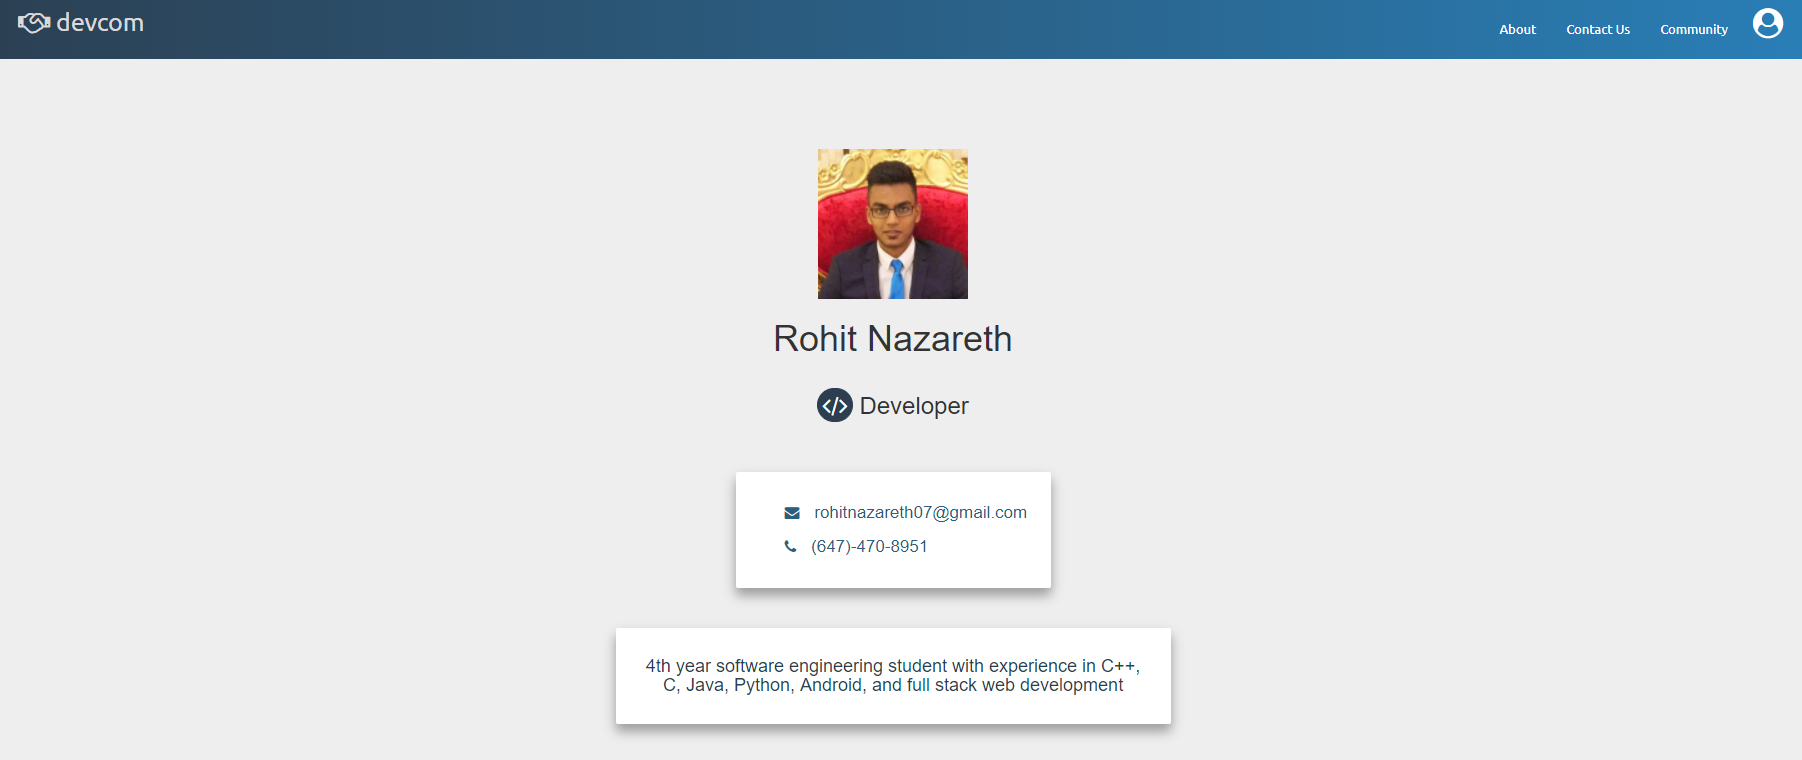 devcom
About
Contact Us
Community
Rohit Nazareth
Developer
rohitnazareth07@gmail.com
(647)-470-8951
4th year software engineering student with experience in C++,
C, Java, Python, Android, and full stack web development